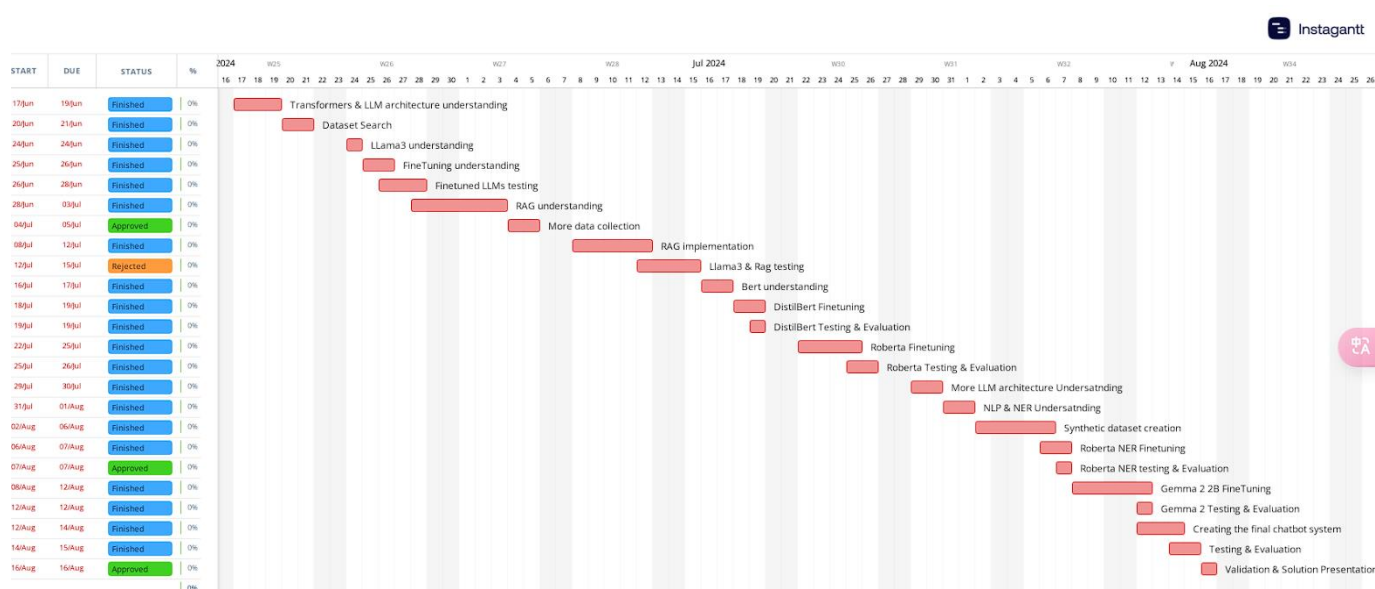 Instagantt
START DUE STATUS %
2024 W25 W26 W27 W28 Jul 2024 W30 W31 W32 Aug 2024 W34
16 17 18 19 20 21 22 23 24 25 26 27 28 29 30 1 2 3 4 5 6 7 8 9 10 11 12 13 14 15 16 17 18 19 20 21 22 23 24 25 26 27 28 29 30 31 1 2 3 4 5 6 7 8 9 10 11 12 13 14 15 16 17 18 19 20 21 22 23 24 25 26
17/Jun 19/Jun Finished 0% Transformers & LLM architecture understanding
20/Jun 21/Jun Finished 0% Dataset Search
24/Jun 24/Jun Finished 0% LLama3 understanding
25/Jun 26/Jun Finished 0% FineTuning understanding
26/Jun 28/Jun Finished 0% Finetuned LLMs testing
28/Jun 03/Jul Finished 0% RAG understanding
04/Jul 05/Jul Approved 0% More data collection
08/Jul 12/Jul Finished 0% RAG implementation
12/Jul 15/Jul Rejected 0% Llama3 & Rag testing
16/Jul 17/Jul Finished 0% Bert understanding
18/Jul 19/Jul Finished 0% DistilBert Finetuning
19/Jul 19/Jul Finished 0% DistilBert Testing & Evaluation
22/Jul 25/Jul Finished 0% Roberta Finetuning
25/Jul 26/Jul Finished 0% Roberta Testing & Evaluation
29/Jul 30/Jul Finished 0% More LLM architecture Undersatnding
31/Jul 01/Aug Finished 0% NLP & NER Undersatnding
02/Aug 06/Aug Finished 0% Synthetic dataset creation
06/Aug 07/Aug Finished 0% Roberta NER Finetuning
07/Aug 07/Aug Approved 0% Roberta NER testing & Evaluation
08/Aug 12/Aug Finished 0% Gemma 2 2B FineTuning
12/Aug 12/Aug Finished 0% Gemma 2 Testing & Evaluation
12/Aug 14/Aug Finished 0% Creating the final chatbot system
14/Aug 15/Aug Finished 0% Testing & Evaluation
16/Aug 16/Aug Approved 0% Validation & Solution Presentation
0%